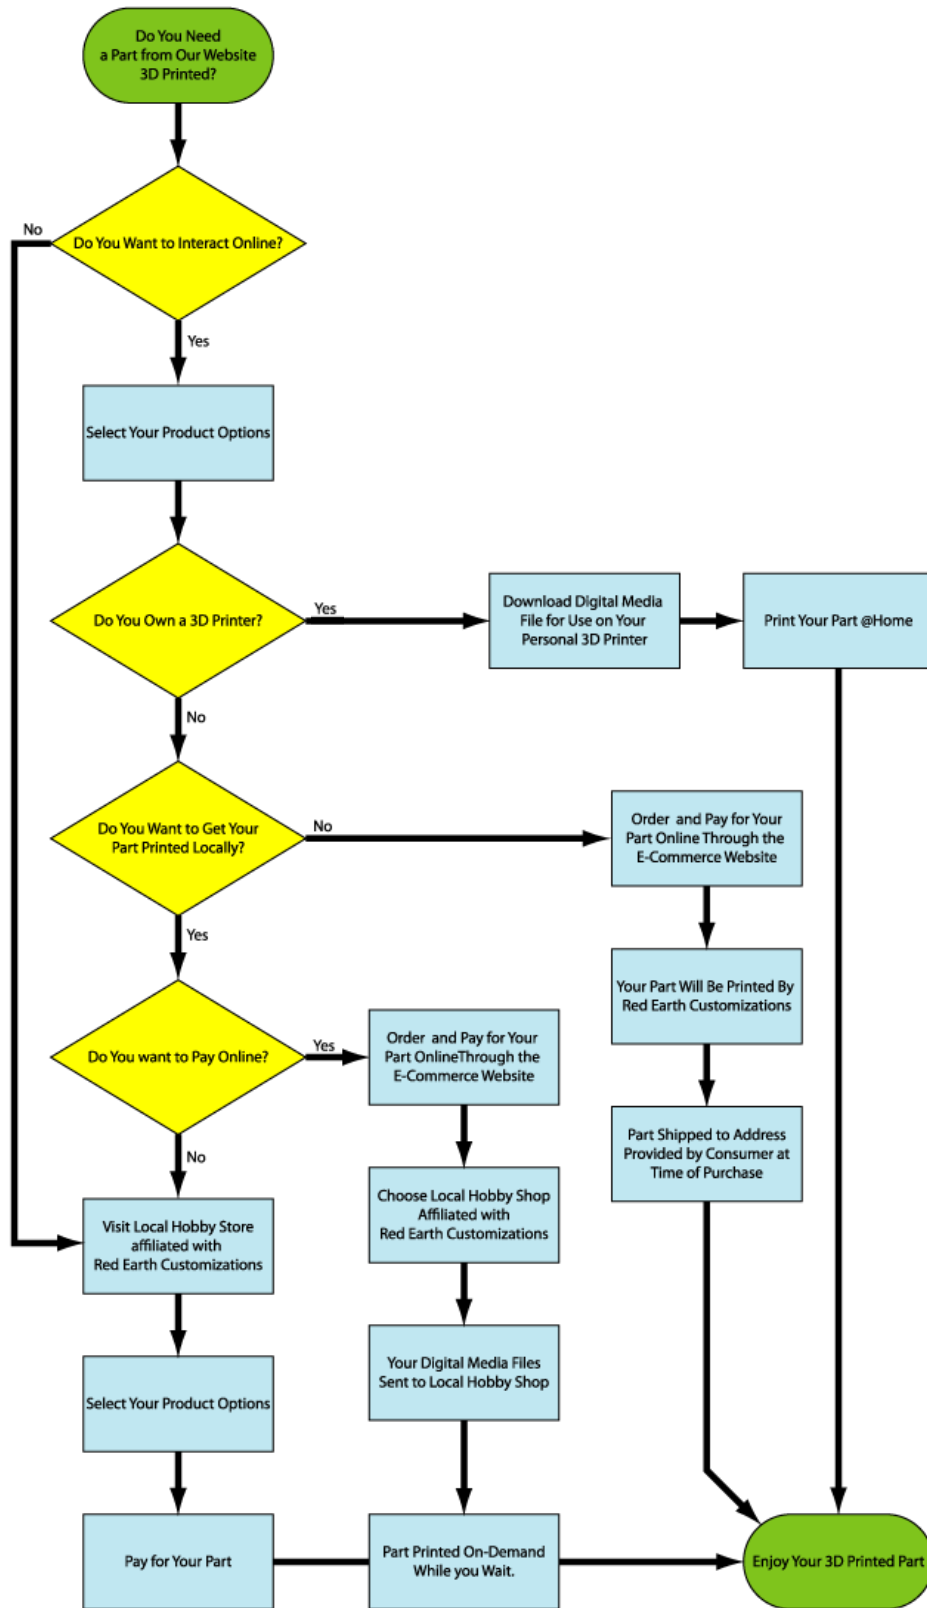 Do You Need
a Part from Our Website
3D Printed?
Do You Want to Interact Online?
No
Yes
Select Your Product Options
Do You Own a 3D Printer?
Yes
Download Digital Media
File for Use on Your
Personal 3D Printer
Print Your Part @Home
No
Do You Want to Get Your
Part Printed Locally?
No
Order and Pay for Your
Part Online Through the
E-Commerce Website
Yes
Your Part Will Be Printed By
Red Earth Customizations
Do You want to Pay Online?
Yes
Order and Pay for Your
Part OnlineThrough the
E-Commerce Website
Part Shipped to Address
Provided by Consumer at
Time of Purchase
No
Visit Local Hobby Store
affiliated with
Red Earth Customizations
Choose Local Hobby Shop
Affiliated with
Red Earth Customizations
Select Your Product Options
Your Digital Media Files
Sent to Local Hobby Shop
Pay for Your Part
Part Printed On-Demand
While you Wait.
Enjoy Your 3D Printed Part